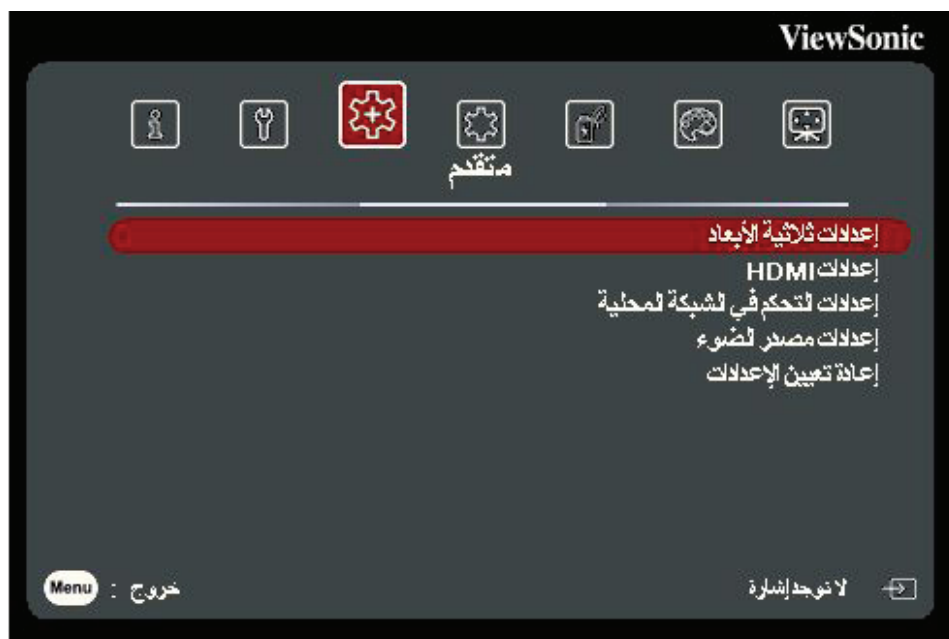 ViewSonic
متقدم
إعدادات ثلاثية الأبعاد
إعدادات HDMI
إعدادات التحكم في الشبكة المحلية
إعدادات مصدر الضوء
إعادة تعيين الإعدادات
لا توجد إشارة
خروج : Menu